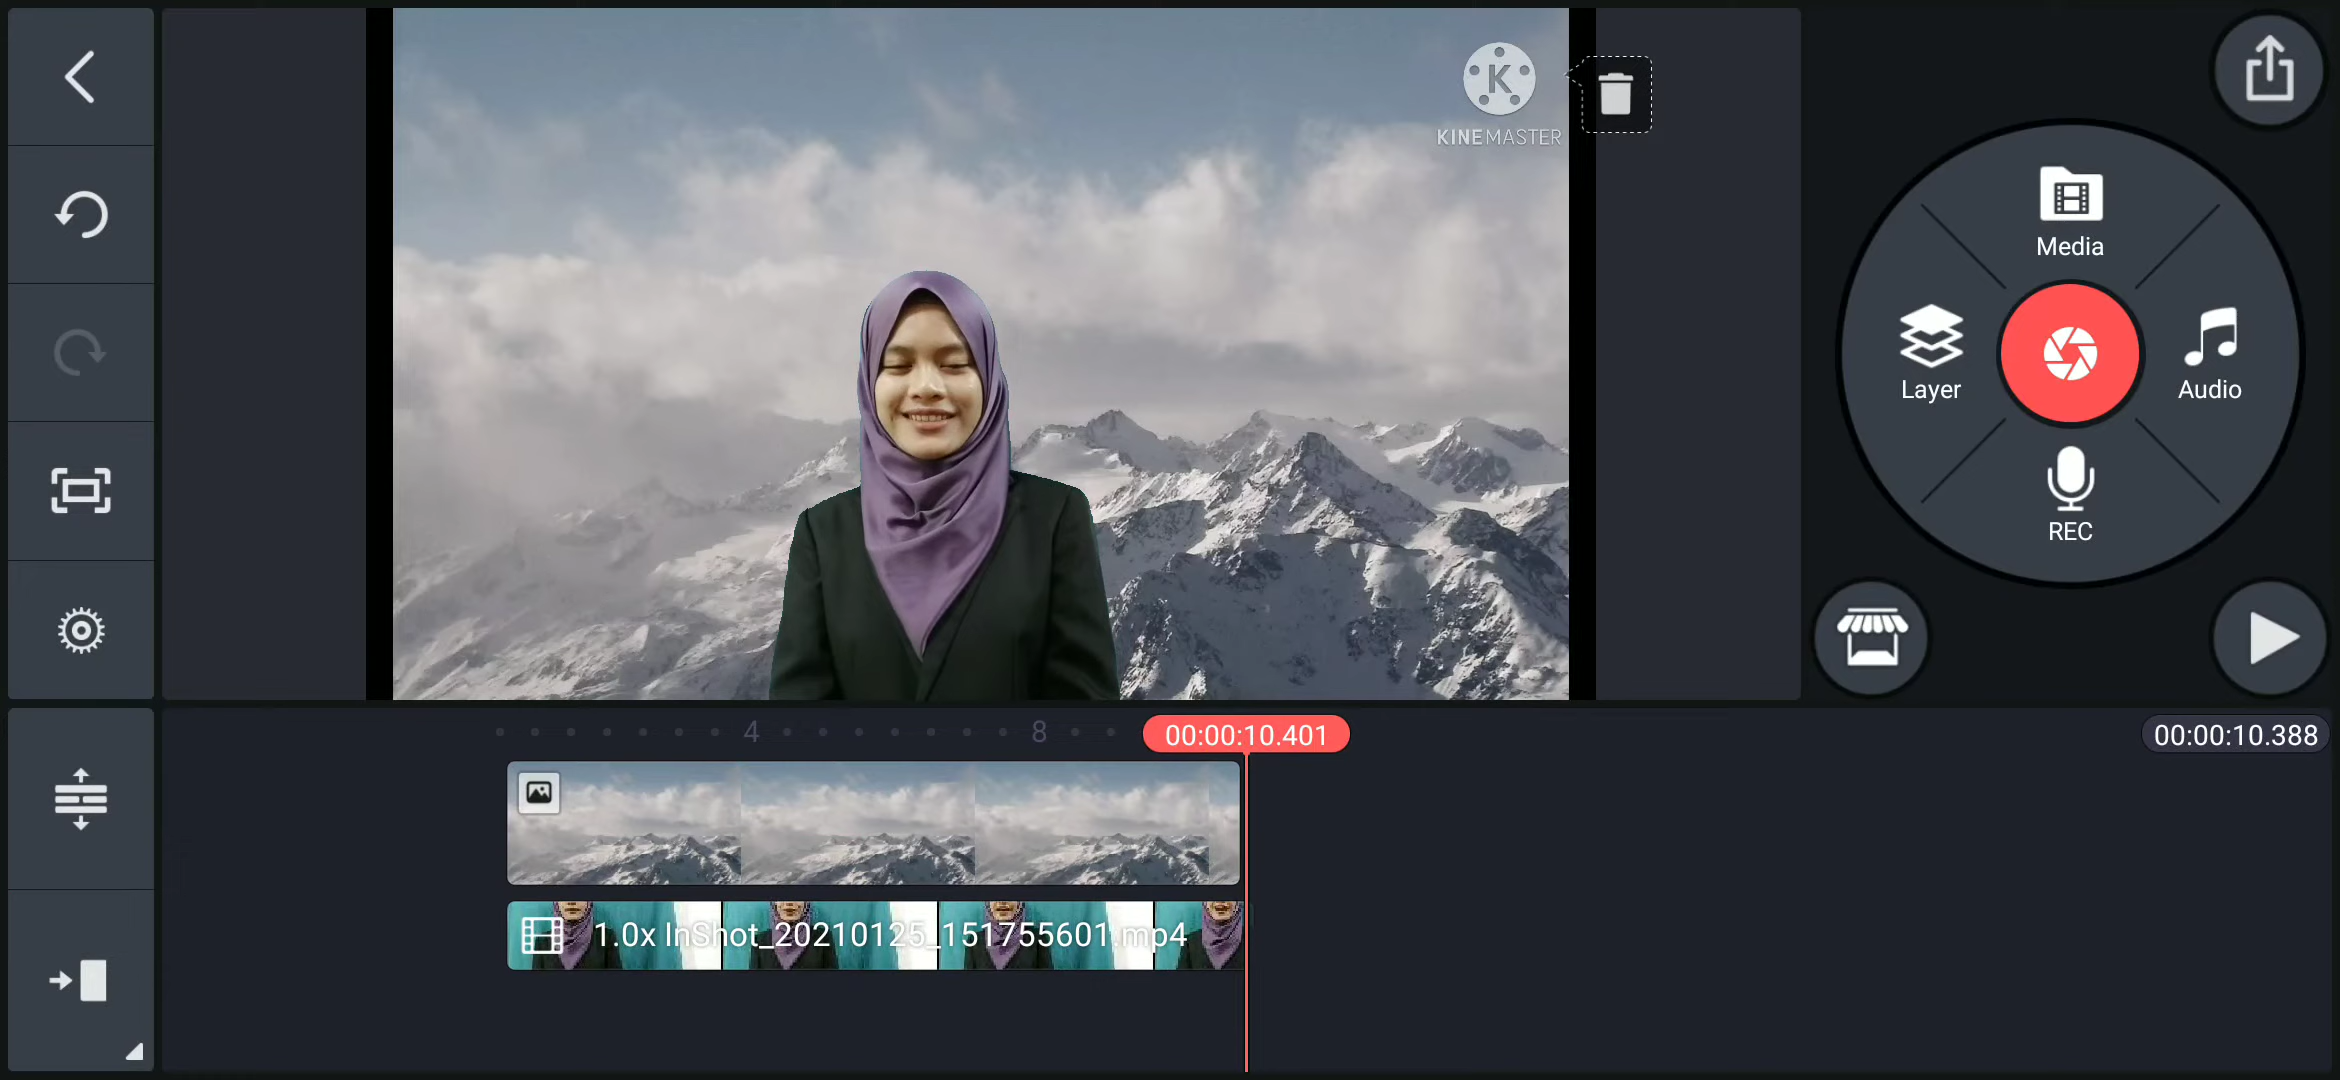 K
KINEMASTER
Media
Layer
Audio
REC
4
8
00:00:10.401
00:00:10.388
1.0x InShot_20210125_151755601.mp4